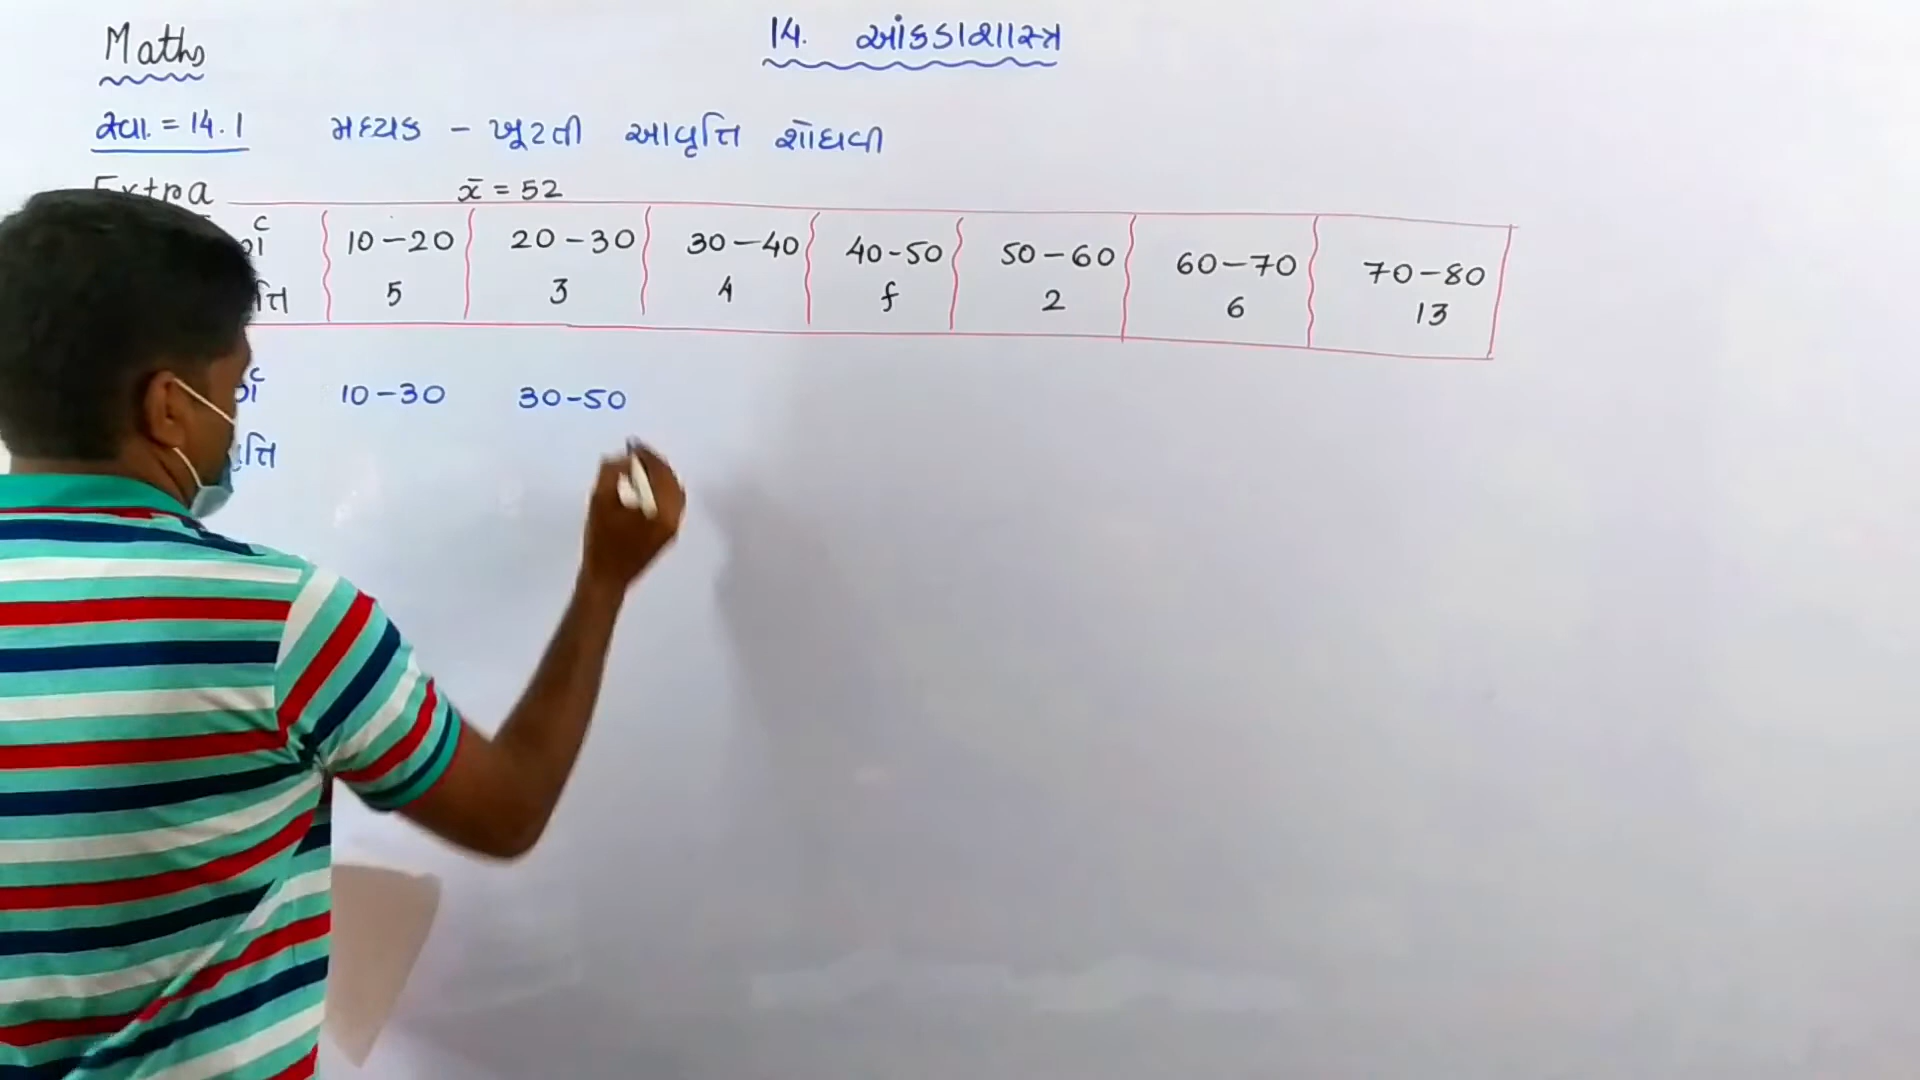 Maths
14. આંકડાશાસ્ત્ર
સ્વા. = 14.1 મધ્યક - ખૂટતી આવૃત્તિ શોધવી
Extra x̄ = 52
10-20 20-30 30-40 40-50 50-60 60-70 70-80
5 3 4 f 2 6 13
10-30 30-50